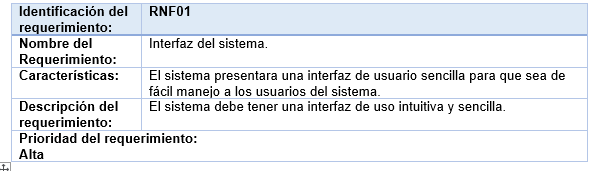 Identificación del RNF01
requerimiento:
Nombre del Interfaz del sistema.
Requerimiento:
Características: El sistema presentara una interfaz de usuario sencilla para que sea de
fácil manejo a los usuarios del sistema.
Descripción del El sistema debe tener una interfaz de uso intuitiva y sencilla.
requerimiento:
Prioridad del requerimiento:
Alta